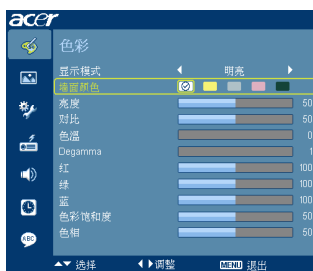 acer
色彩
显示模式 明亮
墙面颜色
亮度 50
对比 50
色温 0
Degamma 1
红 100
绿 100
蓝 100
色彩饱和度 50
色相 50
ABC
选择 调整 MENU 退出